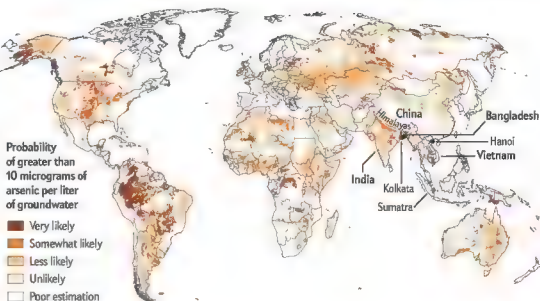 Probability
of greater than
10 micrograms of
arsenic per liter
of groundwater
Very likely
Somewhat likely
Less likely
Unlikely
Poor estimation
Himalayas
China
Bangladesh
Hanoi
Vietnam
India
Kolkata
Sumatra